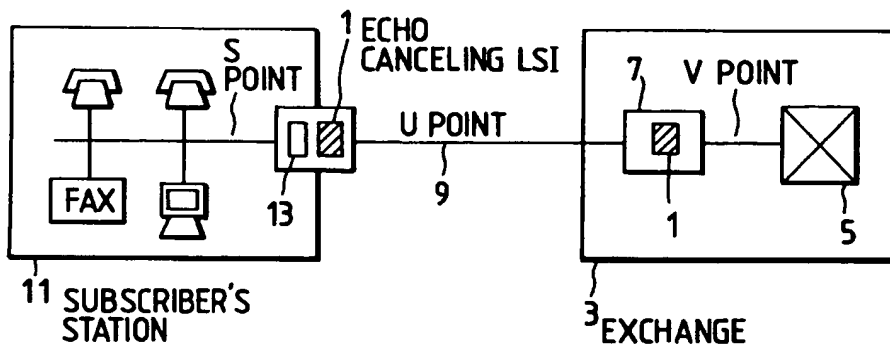 S
POINT
1 ECHO
CANCELING LSI
7
V POINT
U POINT
FAX
13
9
1
5
11 SUBSCRIBER'S
STATION
3 EXCHANGE